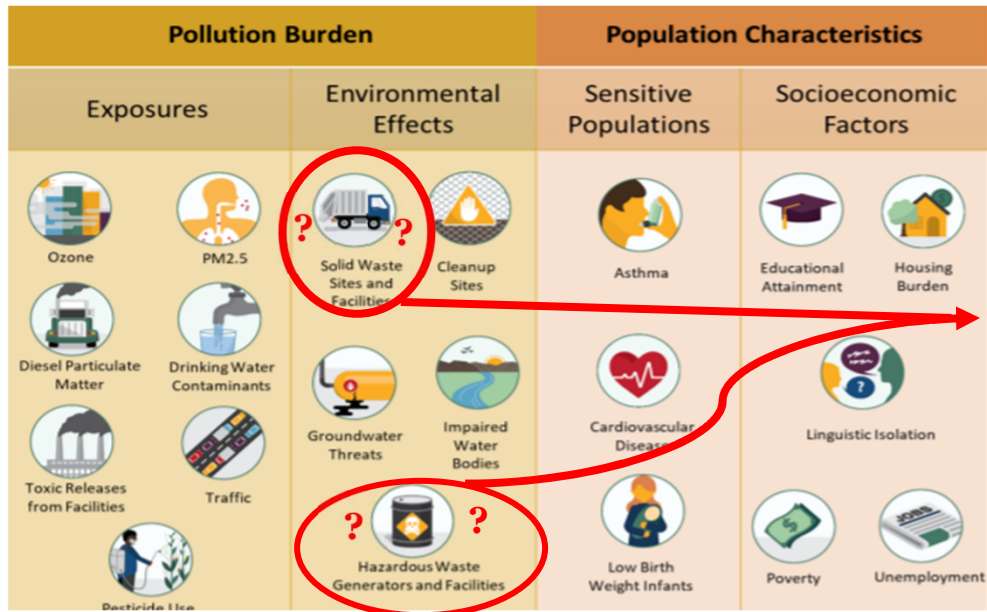 Pollution Burden
Population Characteristics
Exposures
Environmental
Effects
Sensitive
Populations
Socioeconomic
Factors
Ozone
PM2.5
? ?
Solid Waste
Sites and
Facilities
Cleanup
Sites
Asthma
Educational
Attainment
Housing
Burden
Diesel Particulate
Matter
Drinking Water
Contaminants
Groundwater
Threats
Impaired
Water
Bodies
Cardiovascular
Disease
?
Linguistic Isolation
Toxic Releases
from Facilities
Traffic
? ?
Hazardous Waste
Generators and Facilities
Low Birth
Weight Infants
$
Poverty
JOBS
Unemployment
Pesticide Use